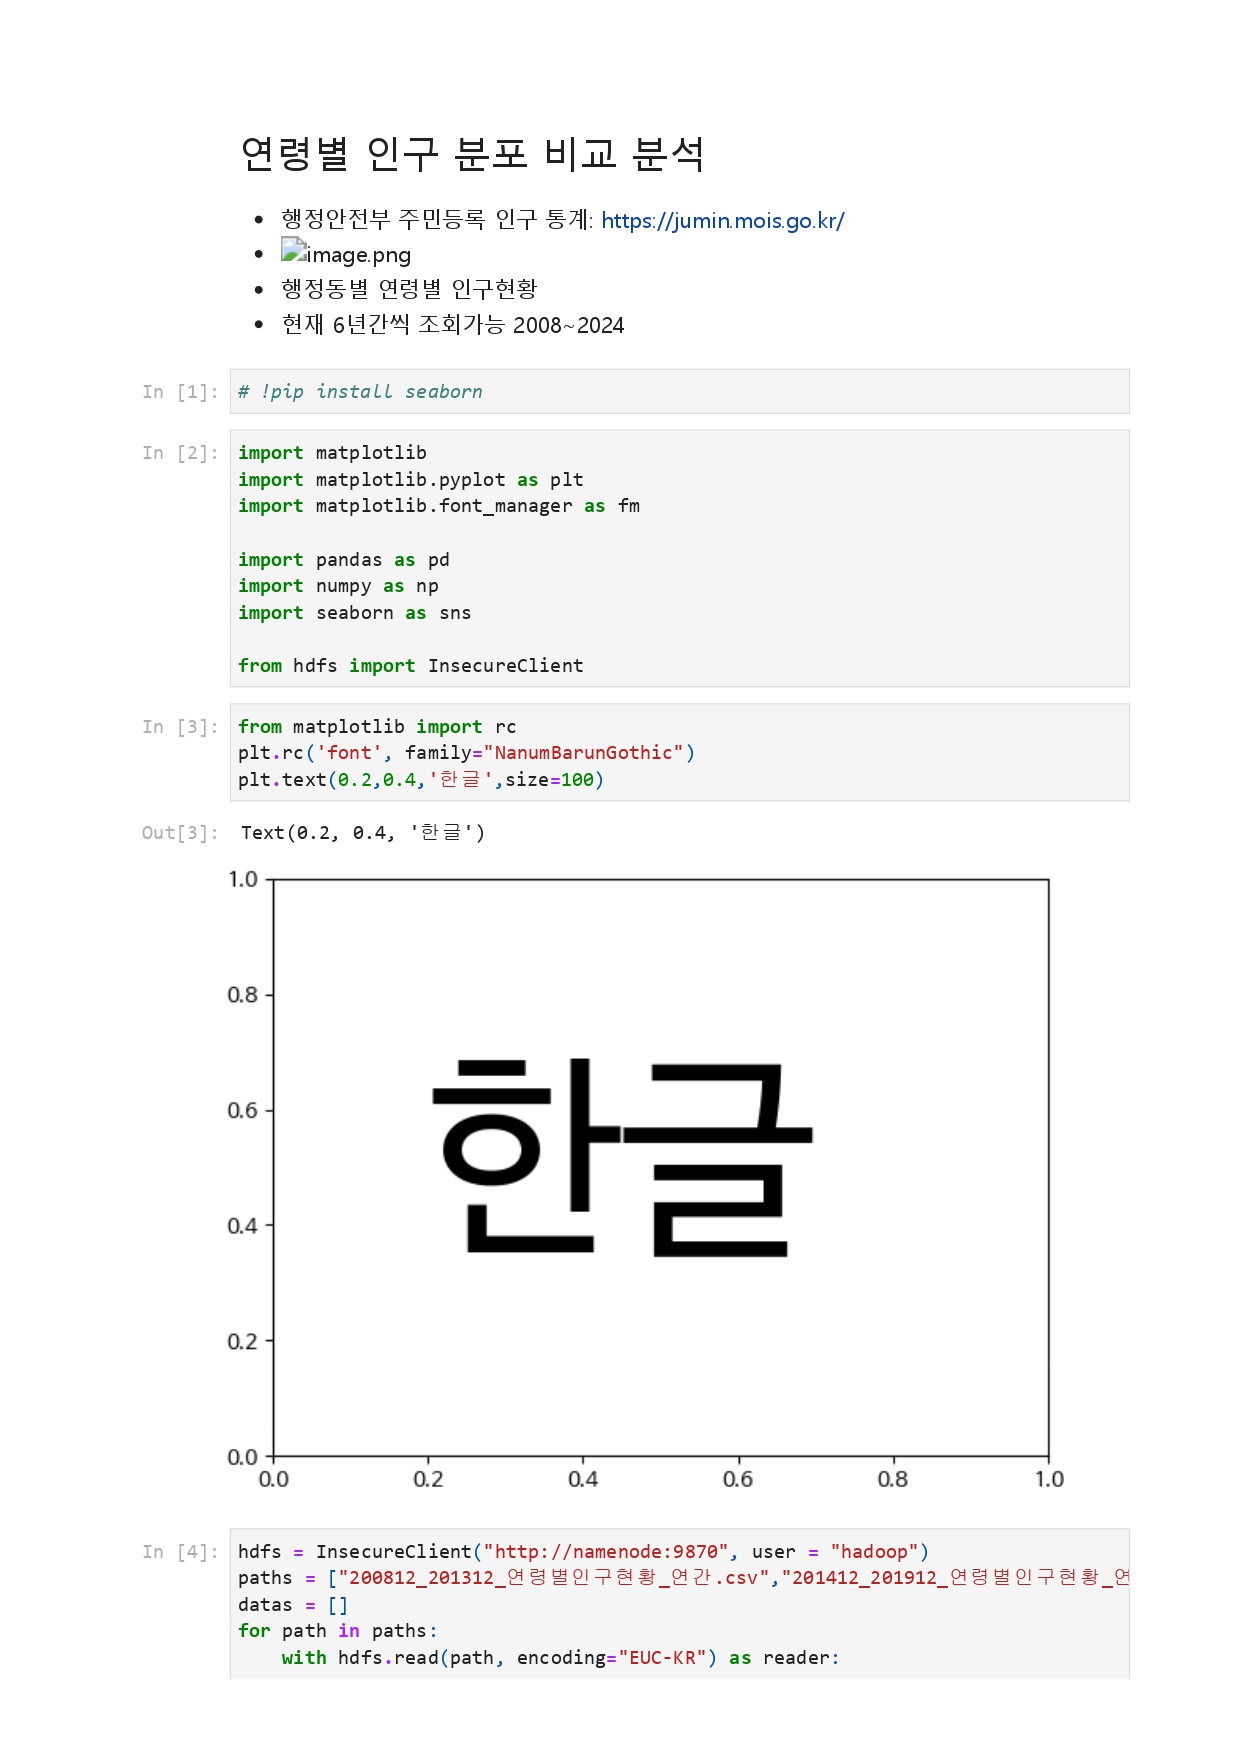 연령별 인구 분포 비교 분석
행정안전부 주민등록 인구 통계: https://jumin.mois.go.kr/
image.png
행정동별 연령별 인구현황
현재 6년간씩 조회가능 2008~2024
In [1]: # !pip install seaborn
In [2]: import matplotlib
import matplotlib.pyplot as plt
import matplotlib.font_manager as fm
import pandas as pd
import numpy as np
import seaborn as sns
from hdfs import InsecureClient
In [3]: from matplotlib import rc
plt.rc('font', family="NanumBarunGothic")
plt.text(0.2,0.4,'한글',size=100)
Out[3]: Text(0.2, 0.4, '한글')
1.0
0.8
한글
0.6
0.4
0.2
0.0
0.0 0.2 0.4 0.6 0.8 1.0
In [4]: hdfs = InsecureClient("http://namenode:9870", user = "hadoop")
paths = ["200812_201312_연령별인구현황_연간.csv","201412_201912_연령별인구현황_연
datas = []
for path in paths:
    with hdfs.read(path, encoding="EUC-KR") as reader: